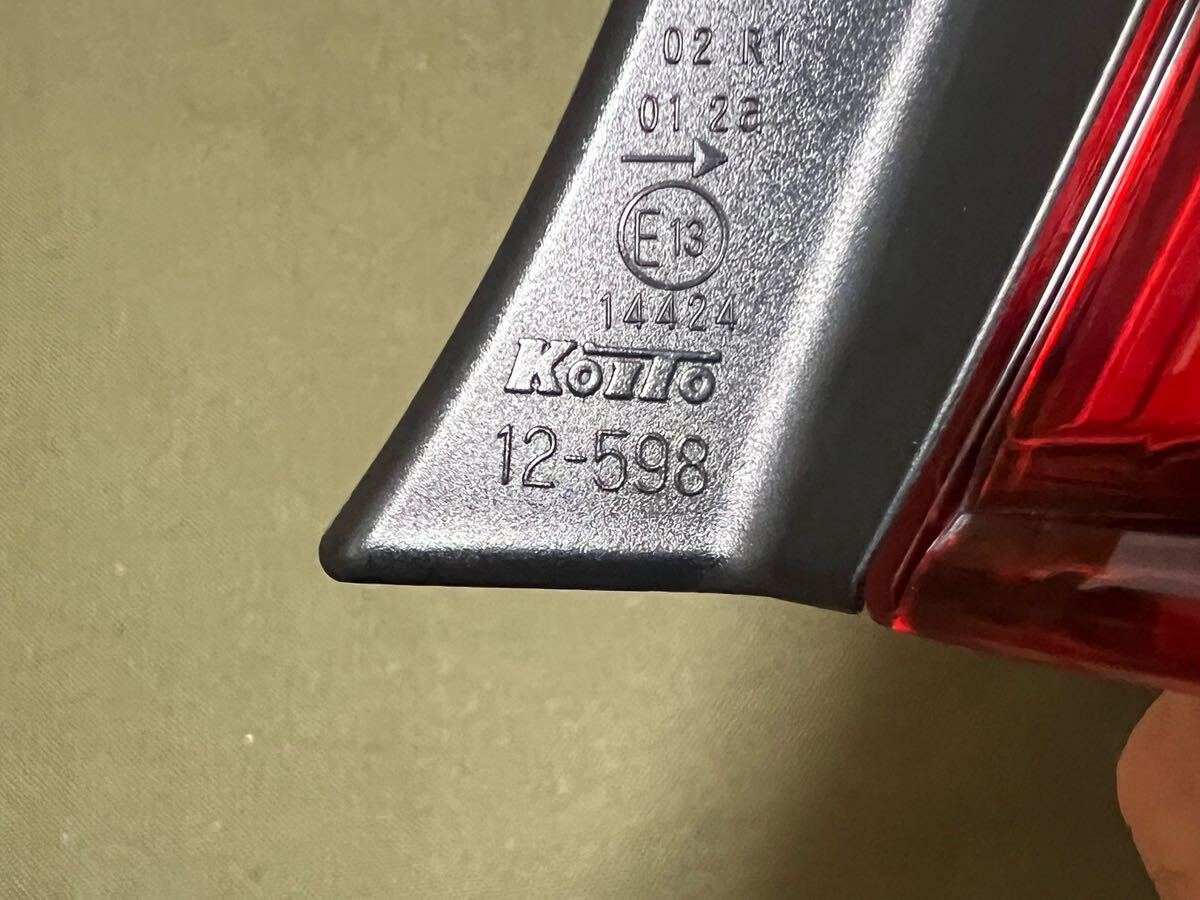 02 R1
01 2a
→
E13
14424
KoiTo
12-598